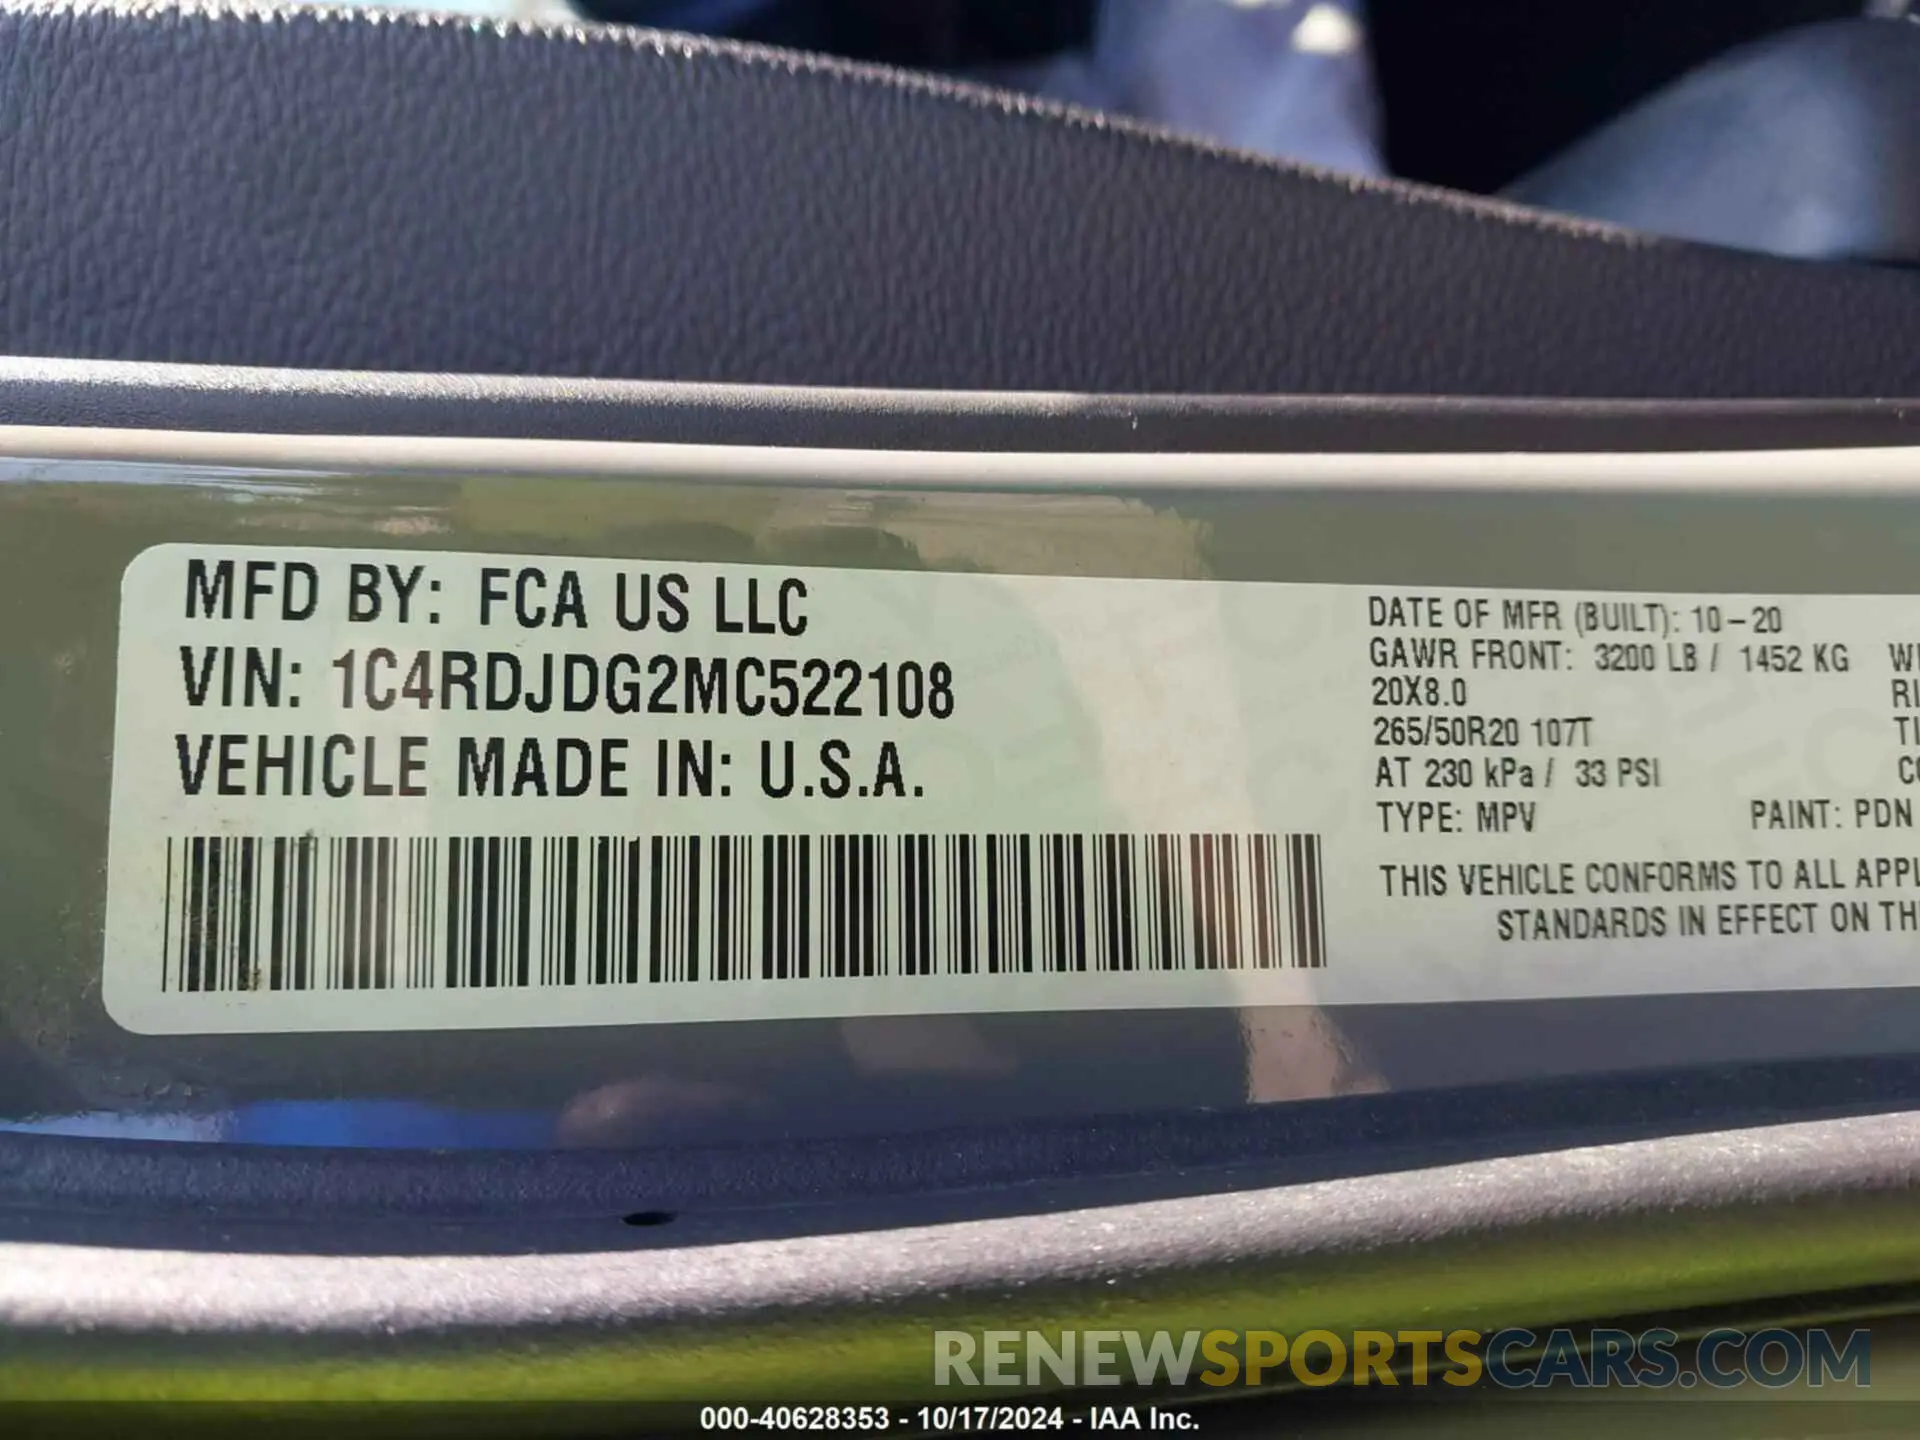 MFD BY: FCA US LLC
VIN: 1C4RDJDG2MC522108
VEHICLE MADE IN: U.S.A.
DATE OF MFR (BUILT): 10-20
GAWR FRONT: 3200 LB / 1452 KG
20X8.0
RI
265/50R20 107T
TI
AT 230 kPa / 33 PSI
TYPE: MPV PAINT: PDN
THIS VEHICLE CONFORMS TO ALL APPL
STANDARDS IN EFFECT ON TH
RENEWSPORTSCARS.COM
000-40628353 - 10/17/2024 - IAA Inc.